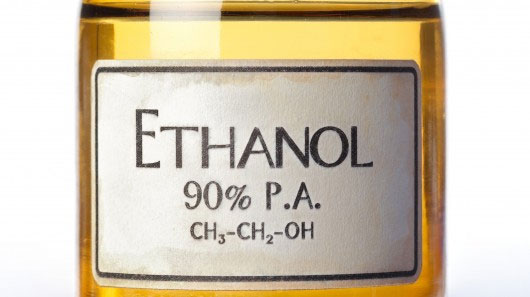 ETHANOL
90% P.A.
CH₃-CH₂-OH